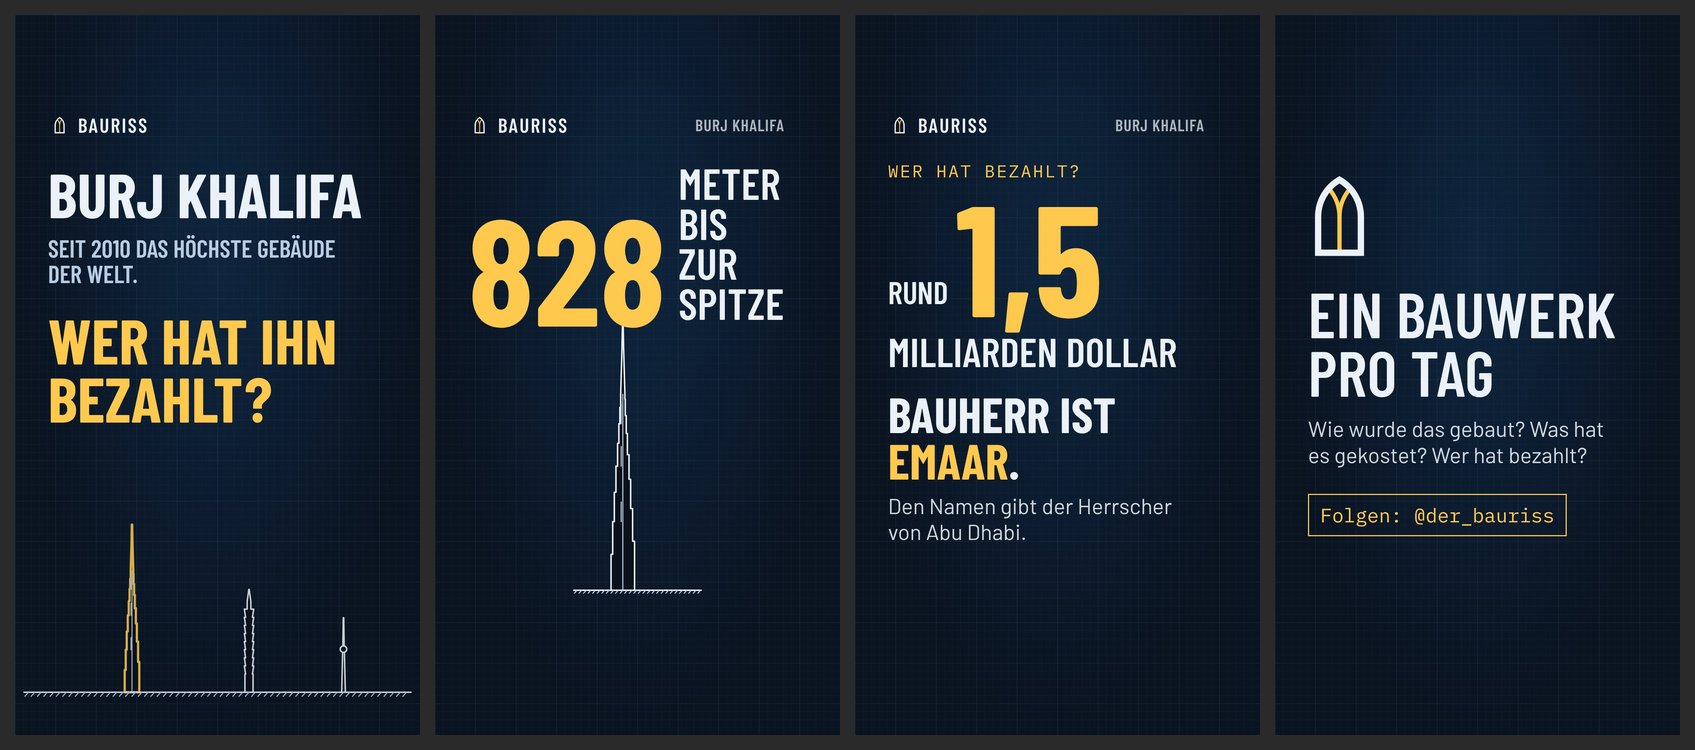 BAURISS
BURJ KHALIFA
SEIT 2010 DAS HÖCHSTE GEBÄUDE
DER WELT.
WER HAT IHN
BEZAHLT?
BAURISS
BURJ KHALIFA
828
METER
BIS
ZUR
SPITZE
BAURISS
BURJ KHALIFA
WER HAT BEZAHLT?
RUND 1,5
MILLIARDEN DOLLAR
BAUHERR IST
EMAAR.
Den Namen gibt der Herrscher
von Abu Dhabi.
EIN BAUWERK
PRO TAG
Wie wurde das gebaut? Was hat
es gekostet? Wer hat bezahlt?
Folgen: @der_bauriss